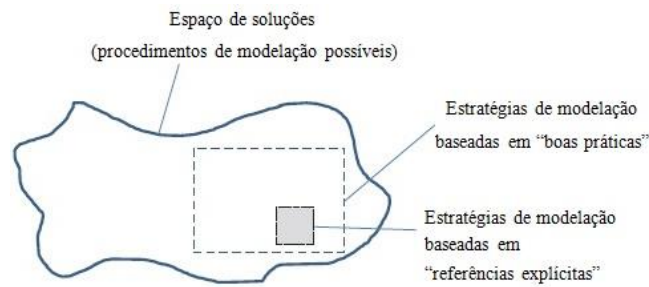 Espaço de soluções
(procedimentos de modelação possíveis)
Estratégias de modelação
baseadas em “boas práticas”
Estratégias de modelação
baseadas em
“referências explícitas”